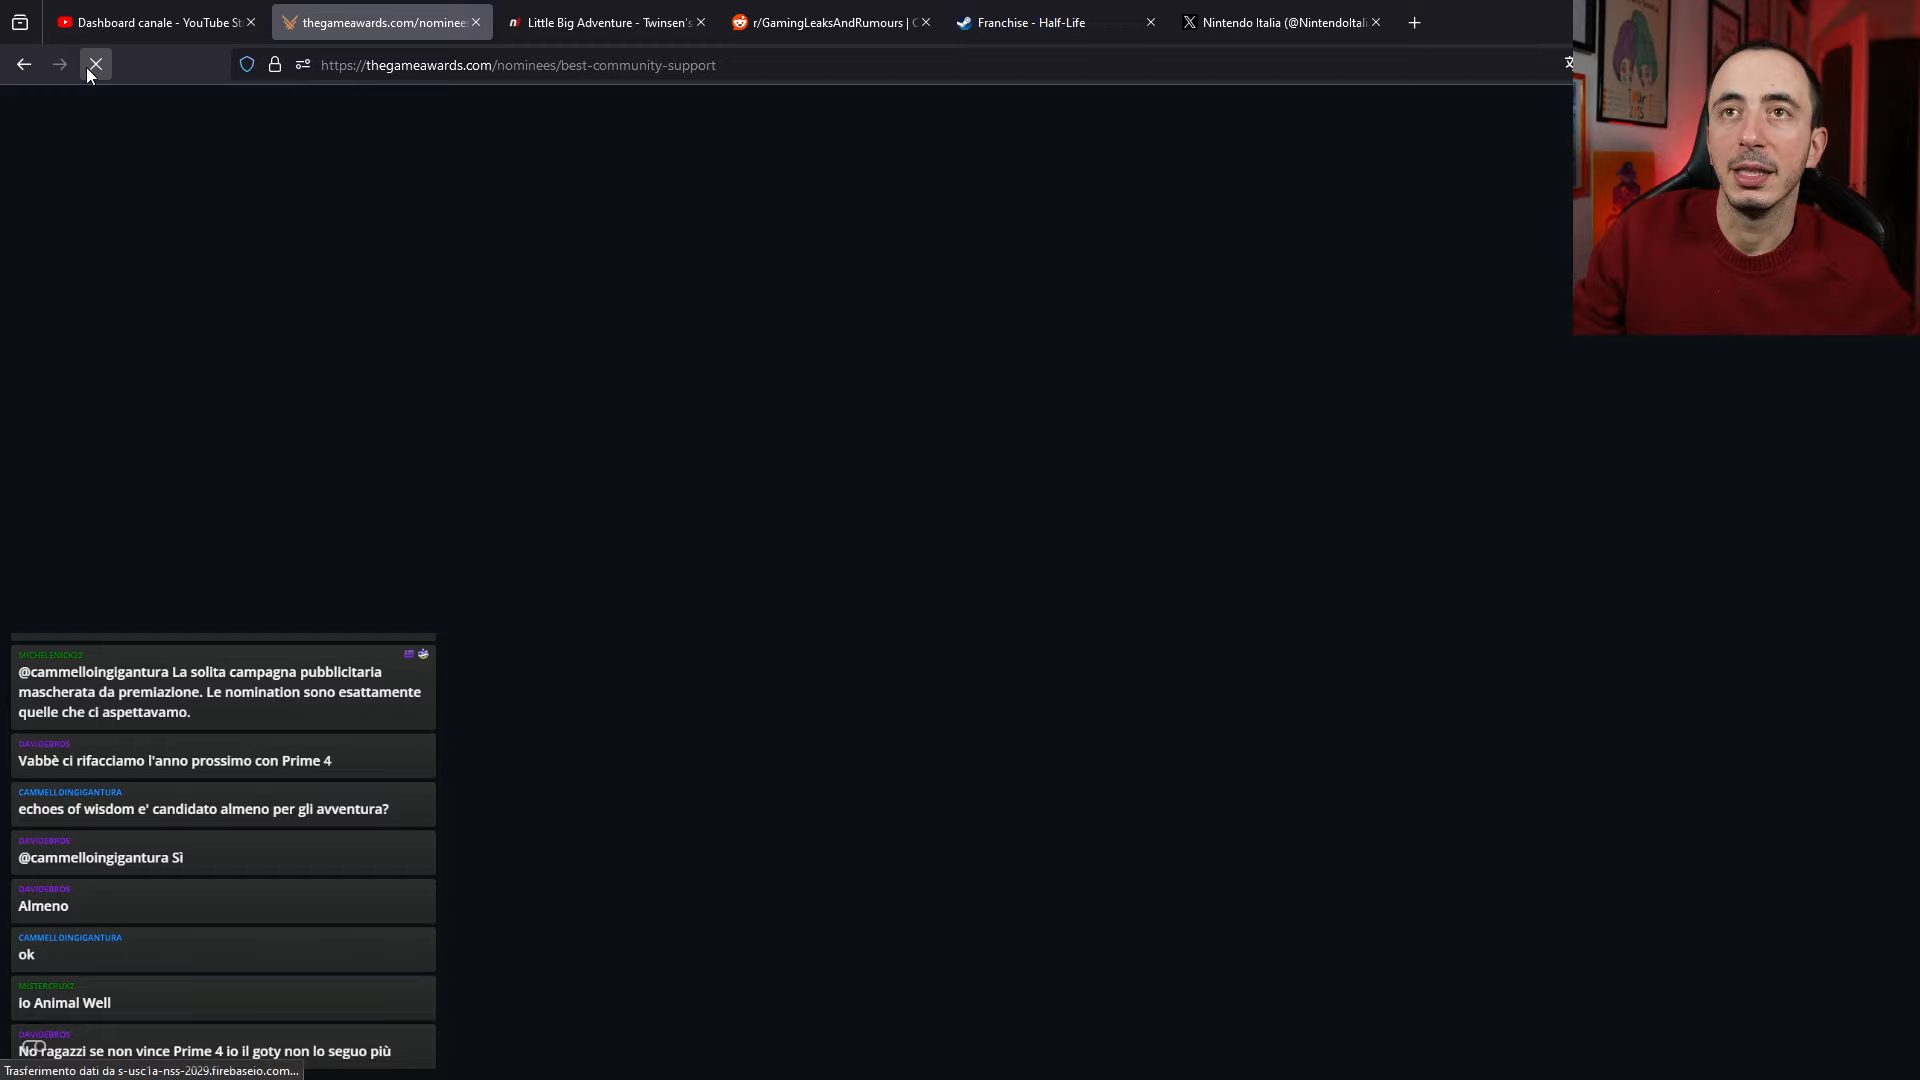 Dashboard canale - YouTube St
thegameawards.com/nominee
Little Big Adventure - Twinsen's
r/GamingLeaksAndRumours | C
Franchise - Half-Life
Nintendo Italia (@NintendoItali
https://thegameawards.com/nominees/best-community-support
MICHELENICK22
@cammelloingigantura La solita campagna pubblicitaria
mascherata da premiazione. Le nomination sono esattamente
quelle che ci aspettavamo.
DAVIDEBROS
Vabbè ci rifacciamo l'anno prossimo con Prime 4
CAMMELLOINGIGANTURA
echoes of wisdom e' candidato almeno per gli avventura?
DAVIDEBROS
@cammelloingigantura Sì
DAVIDEBROS
Almeno
CAMMELLOINGIGANTURA
ok
MISTERCRUX2
io Animal Well
DAVIDEBROS
No ragazzi se non vince Prime 4 io il goty non lo seguo più
Trasferimento dati da s-usc1a-nss-2029.firebaseio.com...